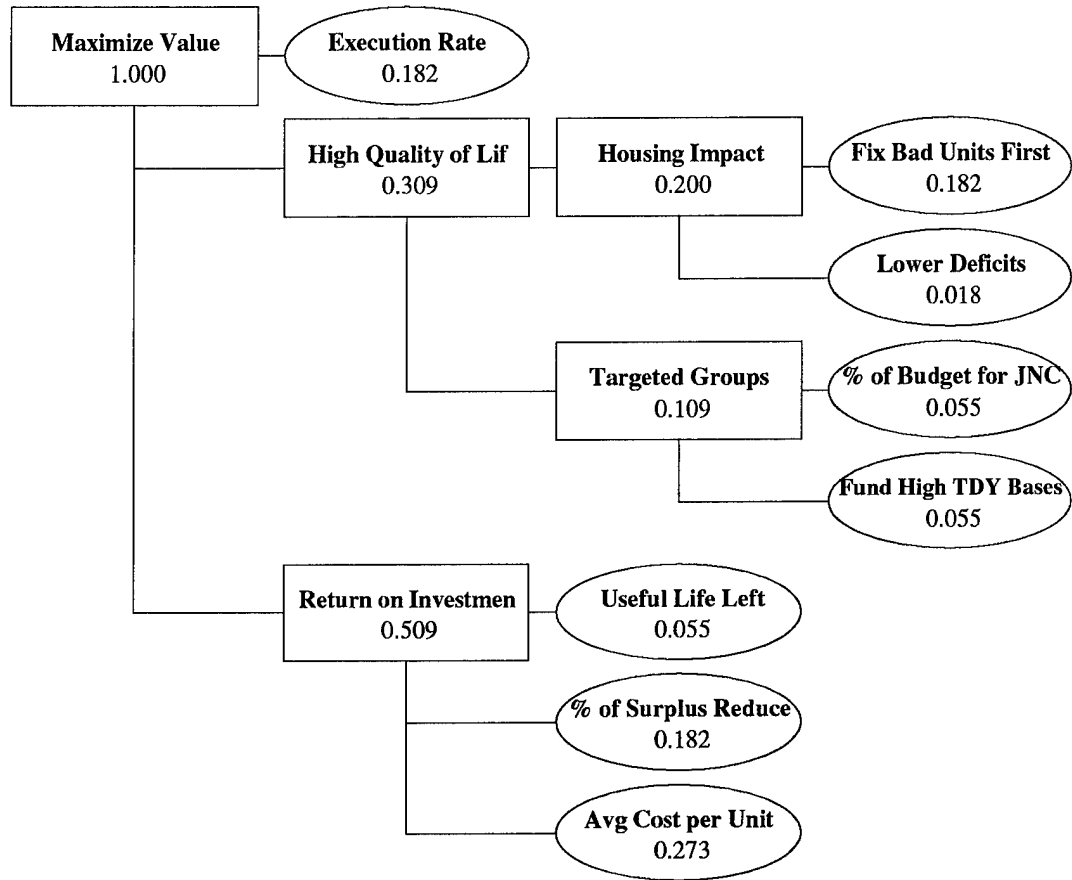 Maximize Value
1.000
Execution Rate
0.182
High Quality of Lif
0.309
Housing Impact
0.200
Fix Bad Units First
0.182
Lower Deficits
0.018
Targeted Groups
0.109
% of Budget for JNC
0.055
Fund High TDY Bases
0.055
Return on Investmen
0.509
Useful Life Left
0.055
% of Surplus Reduce
0.182
Avg Cost per Unit
0.273